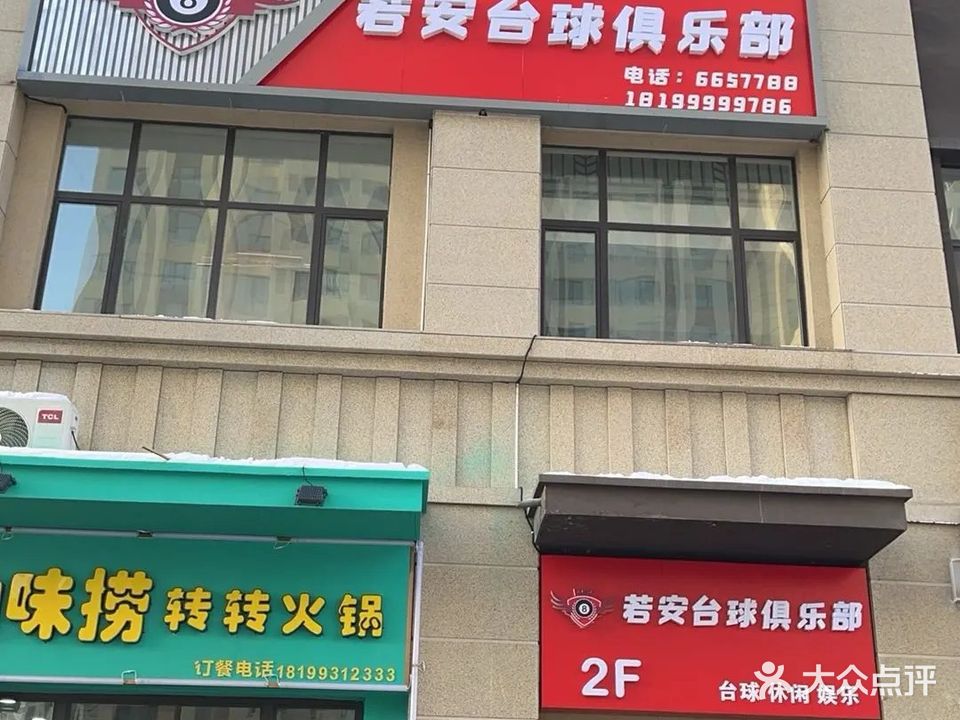 8
若安台球俱乐部
电话：6657788
18199999786
TCL
味捞 转转火锅
订餐电话18199312333
8
若安台球俱乐部
2F
台球 休闲 娱乐
大众点评